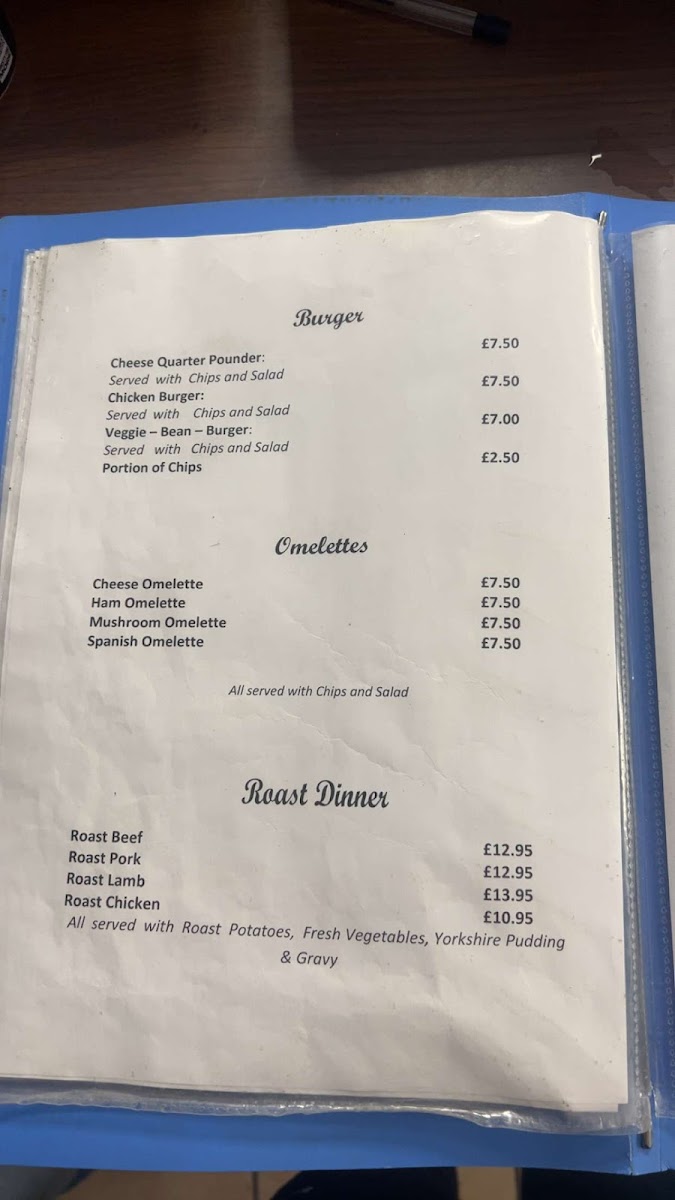 Burger
Cheese Quarter Pounder: £7.50
Served with Chips and Salad
Chicken Burger: £7.50
Served with Chips and Salad
Veggie – Bean – Burger: £7.00
Served with Chips and Salad
Portion of Chips £2.50
Omelettes
Cheese Omelette £7.50
Ham Omelette £7.50
Mushroom Omelette £7.50
Spanish Omelette £7.50
All served with Chips and Salad
Roast Dinner
Roast Beef £12.95
Roast Pork £12.95
Roast Lamb £13.95
Roast Chicken £10.95
All served with Roast Potatoes, Fresh Vegetables, Yorkshire Pudding
& Gravy